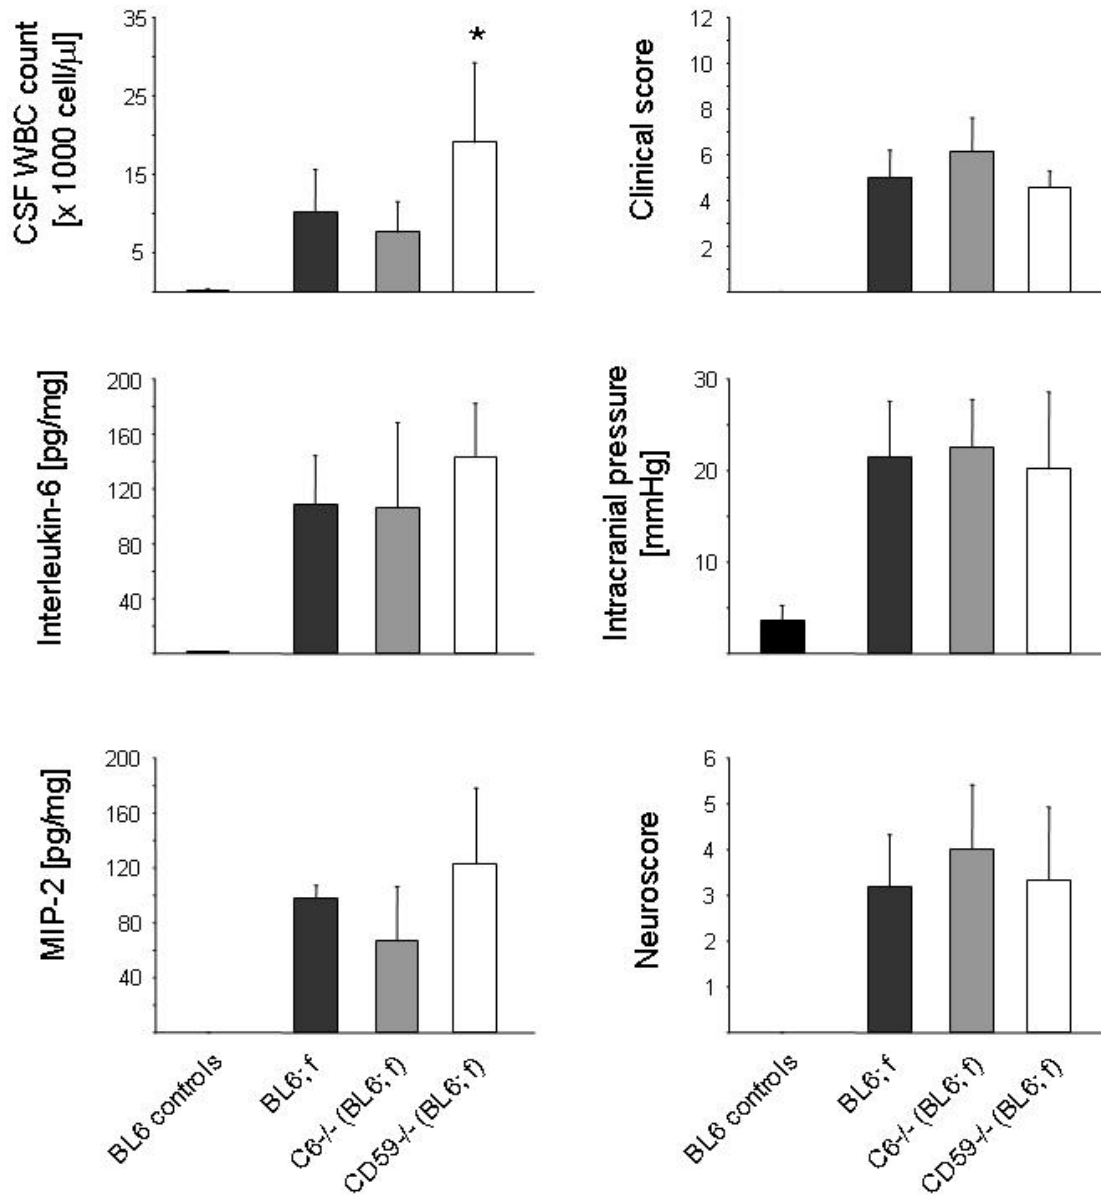 CSF WBC count
[x 1000 cell/µl]
35
25
15
5
*
Clinical score
12
10
8
6
4
2
Interleukin-6 [pg/mg]
200
160
120
80
40
Intracranial pressure
[mmHg]
30
20
10
MIP-2 [pg/mg]
200
160
120
80
40
Neuroscore
6
5
4
3
2
1
BL6 controls
BL6; f
C6-/- (BL6; f)
CD59-/- (BL6; f)
BL6 controls
BL6; f
C6-/- (BL6; f)
CD59-/- (BL6; f)